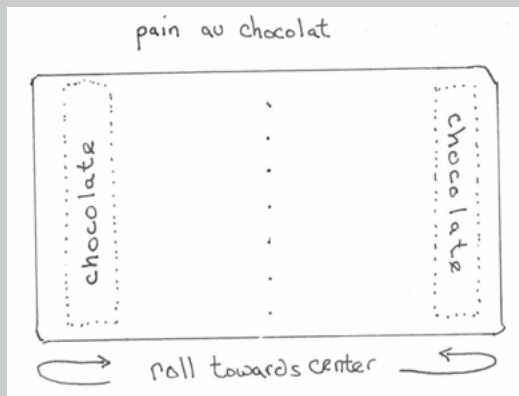 pain au chocolat
chocolate
chocolate
roll towards center